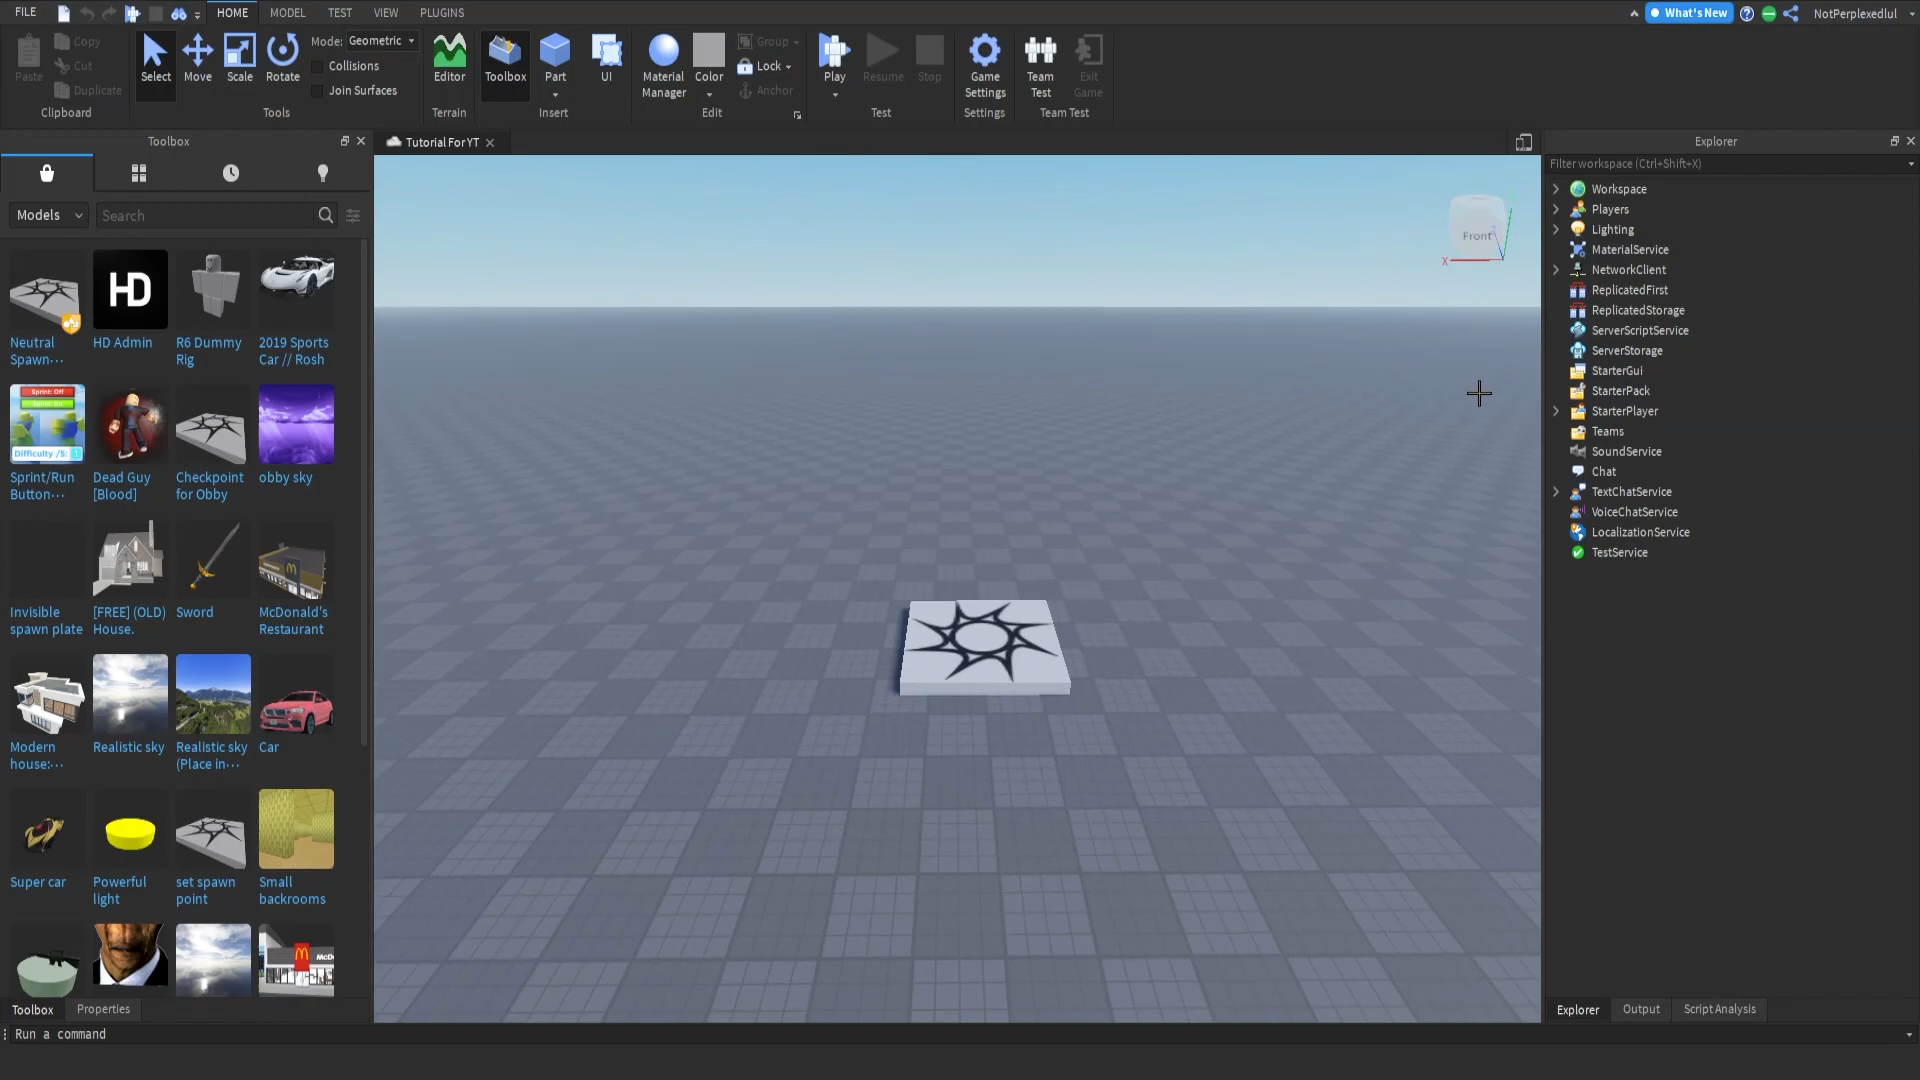 FILE HOME MODEL TEST VIEW PLUGINS What's New NotPerplexedlul
Paste Copy Cut Duplicate Clipboard
Select Move Scale Rotate Mode: Geometric Collisions Join Surfaces Tools
Editor Terrain
Toolbox Part UI Insert
Material Manager Color Group Lock Anchor Edit
Play Resume Stop Test
Game Settings Settings
Team Test Exit Game Team Test
Toolbox
Models Search
Neutral Spawn... HD Admin R6 Dummy Rig 2019 Sports Car // Rosh
HD
Sprint: Off
Difficulty /5: 1
Sprint/Run Button... Dead Guy [Blood] Checkpoint for Obby obby sky
Invisible spawn plate [FREE] (OLD) House. Sword McDonald's Restaurant
Modern house:... Realistic sky Realistic sky (Place in... Car
Super car Powerful light set spawn point Small backrooms
Toolbox Properties
Run a command
Tutorial For YT
Front
X
Explorer
Filter workspace (Ctrl+Shift+X)
Workspace
Players
Lighting
MaterialService
NetworkClient
ReplicatedFirst
ReplicatedStorage
ServerScriptService
ServerStorage
StarterGui
StarterPack
StarterPlayer
Teams
SoundService
Chat
TextChatService
VoiceChatService
LocalizationService
TestService
Explorer Output Script Analysis